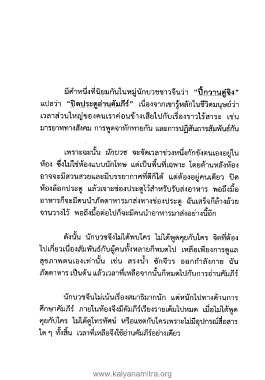 มีคำหนึ่งที่นิยมกันในหมู่นักบวชชาวจีนว่า "ปี้กวานคู่จิง"
แปลว่า "ปิดประตูอ่านคัมภีร์" เนื่องจากเขารู้หลักในชีวิตมนุษย์ว่า
เวลาส่วนใหญ่ของคนเราค่อนข้างเสียไปกับเรื่องราวไร้สาระ เช่น
มารยาททางสังคม การพูดจาทักทายกัน และการปฏิสันถารสัมพันธ์กัน
เพราะฉะนั้น นักบวช จะจัดเวลาช่วงหนึ่งกักขังตนเองอยู่ใน
ห้อง ซึ่งไม่ใช่ห้องแบบนักโทษ แต่เป็นพื้นที่เฉพาะ โดยด้านหลังห้อง
อาจจะมีสวนสวยและมีบรรยากาศที่ดีก็ได้ แต่ต้องอยู่คนเดียว ปิด
ห้องล็อกประตู แล้วเจาะช่องประตูไว้สำหรับรับส่งอาหาร พอถึงมื้อ
อาหารก็จะมีคนนำภัตตาหารมาส่งทางช่องประตู ฉันเสร็จก็ล้างถ้วย
จานวางไว้ พอถึงมื้อต่อไปก็จะมีคนนำอาหารมาส่งอย่างนี้อีก
ดังนั้น นักบวชจึงไม่ได้พบใคร ไม่ได้พูดคุยกับใคร จิตที่ต้อง
ไปเกี่ยวเนื่องสัมพันธ์กับผู้คนทั้งหลายก็หมดไป เหลือเพียงการดูแล
สุขภาพตนเองเท่านั้น เช่น สรงน้ำ ซักจีวร ออกกำลังกาย ฉัน
ภัตตาหาร เป็นต้น แล้วเวลาที่เหลือจากนั้นก็หมดไปกับการอ่านคัมภีร์
นักบวชจีนไม่เน้นเรื่องสมาธิมากนัก แต่หนักไปทางด้านการ
ศึกษาคัมภีร์ ภายในห้องจึงมีคัมภีร์เรียงรายเต็มไปหมด เมื่อไม่ได้พูด
คุยกับใคร ไม่ได้ดูโทรทัศน์ หรือแชตกับใครเพราะไม่มีอุปกรณ์สื่อสาร
ใด ๆ ทั้งสิ้น เวลาที่เหลือจึงใช้อ่านคัมภีร์อย่างเดียว
www.kalyanamitra.org